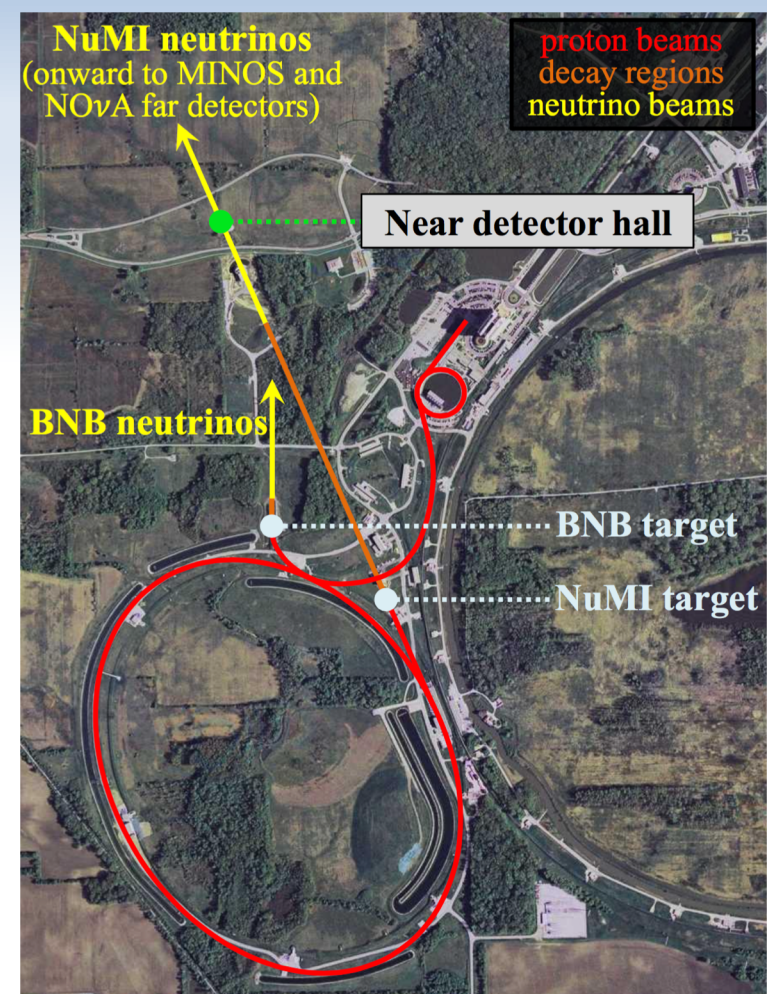 NuMI neutrinos
(onward to MINOS and
NOνA far detectors)
proton beams
decay regions
neutrino beams
Near detector hall
BNB neutrinos
BNB target
NuMI target